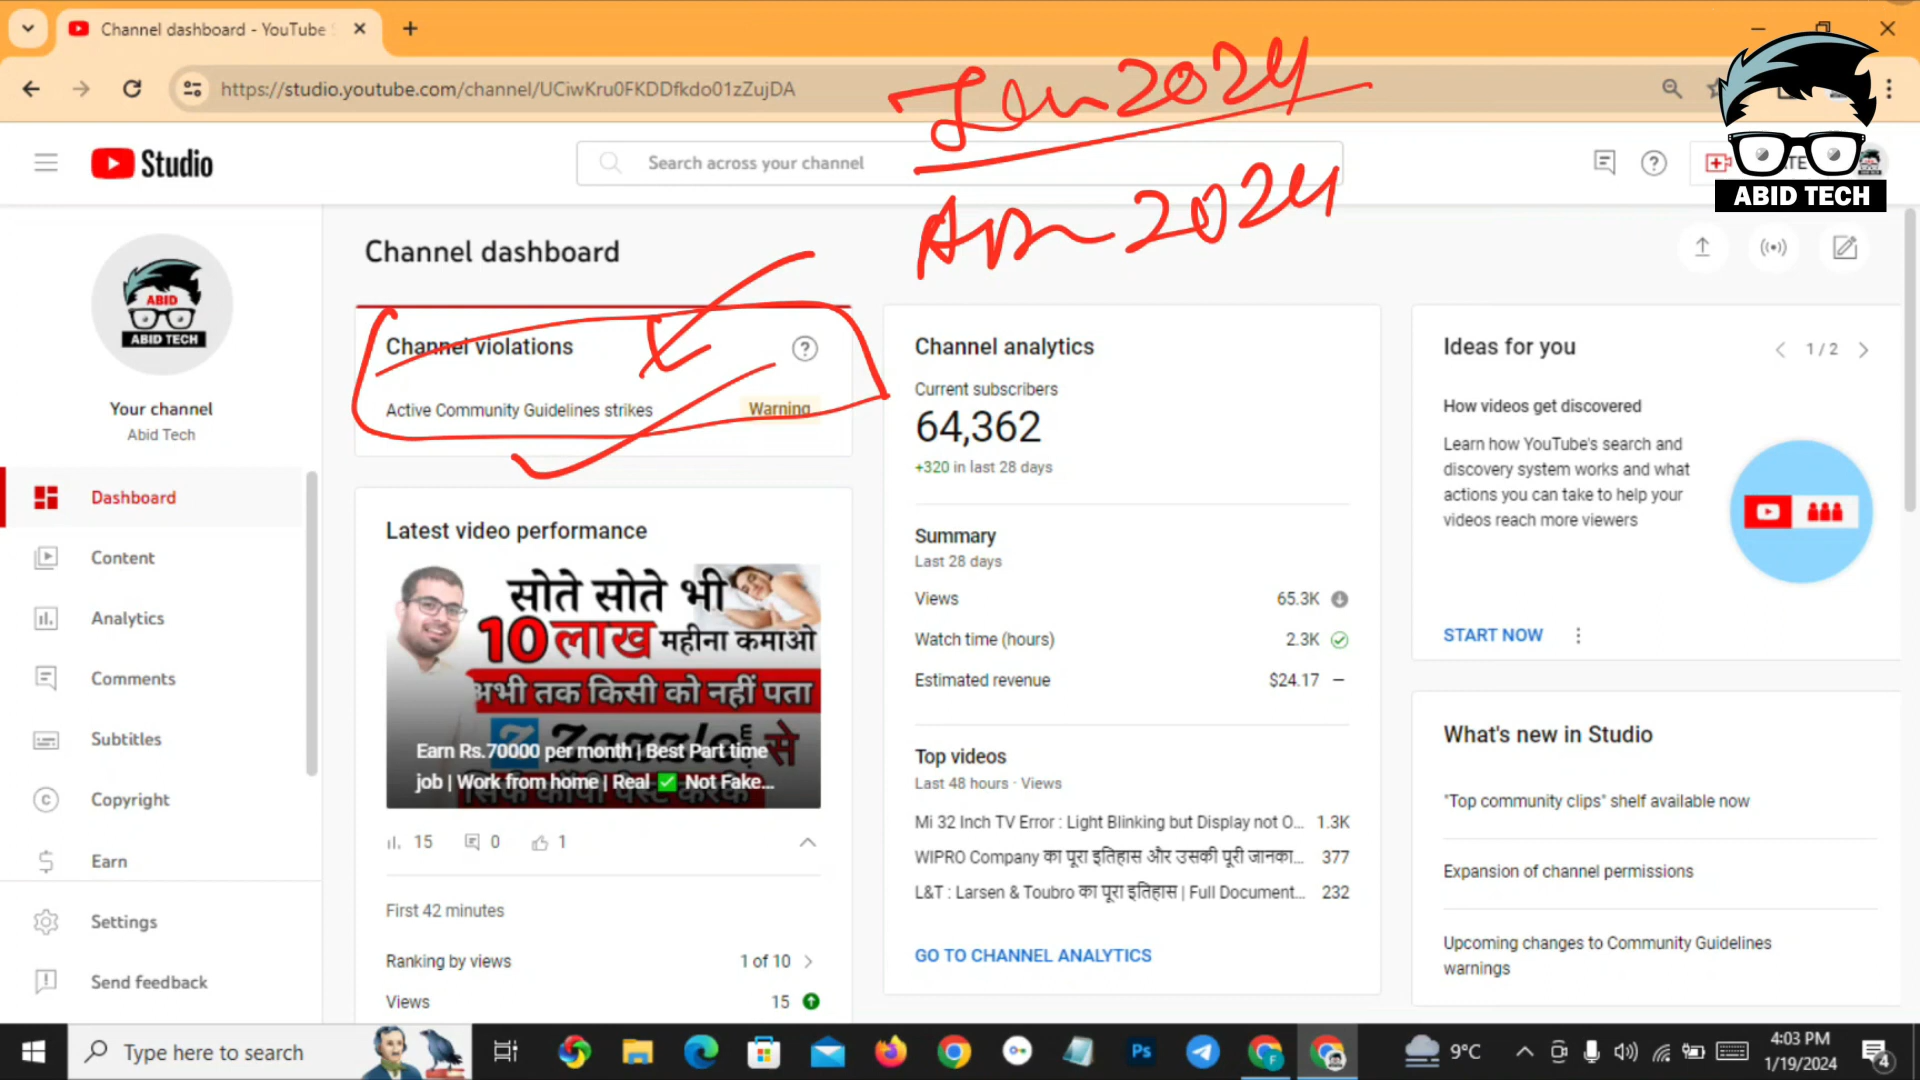 Channel dashboard - YouTube S
https://studio.youtube.com/channel/UCiwKru0FKDDfkdo01zZujDA
Jan 2024
Apr 2024
Studio
Search across your channel
ABID TECH
ABID
ABID TECH
Your channel
Abid Tech
Dashboard
Content
Analytics
Comments
Subtitles
Copyright
Earn
Settings
Send feedback
Channel dashboard
Channel violations
Active Community Guidelines strikes
Warning
Latest video performance
सोते सोते भी
10 लाख महीना कमाओ
अभी तक किसी को नहीं पता
Z Zazzle से
सिर्फ कॉपी पेस्ट करके
Earn Rs.70000 per month | Best Part time
job | Work from home | Real ✅ Not Fake...
15 0 1
First 42 minutes
Ranking by views 1 of 10
Views 15
Channel analytics
Current subscribers
64,362
+320 in last 28 days
Summary
Last 28 days
Views 65.3K
Watch time (hours) 2.3K
Estimated revenue $24.17 —
Top videos
Last 48 hours · Views
Mi 32 Inch TV Error : Light Blinking but Display not O... 1.3K
WIPRO Company का पूरा इतिहास और उसकी पूरी जानका... 377
L&T : Larsen & Toubro का पूरा इतिहास | Full Document... 232
GO TO CHANNEL ANALYTICS
Ideas for you
1 / 2
How videos get discovered
Learn how YouTube's search and
discovery system works and what
actions you can take to help your
videos reach more viewers
START NOW
What's new in Studio
"Top community clips" shelf available now
Expansion of channel permissions
Upcoming changes to Community Guidelines
warnings
Type here to search
Ps
F
9°C
4:03 PM
1/19/2024
4